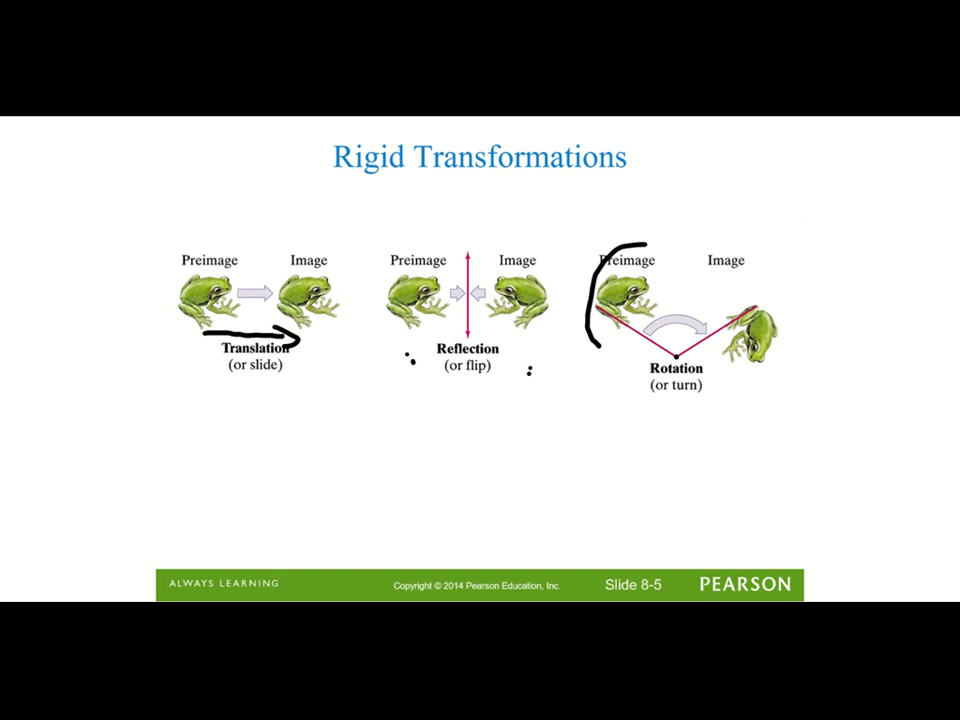 Rigid Transformations
Preimage Image Preimage Image Preimage Image
Translation Reflection Rotation
(or slide) (or flip) (or turn)
ALWAYS LEARNING Copyright © 2014 Pearson Education, Inc. Slide 8-5 PEARSON